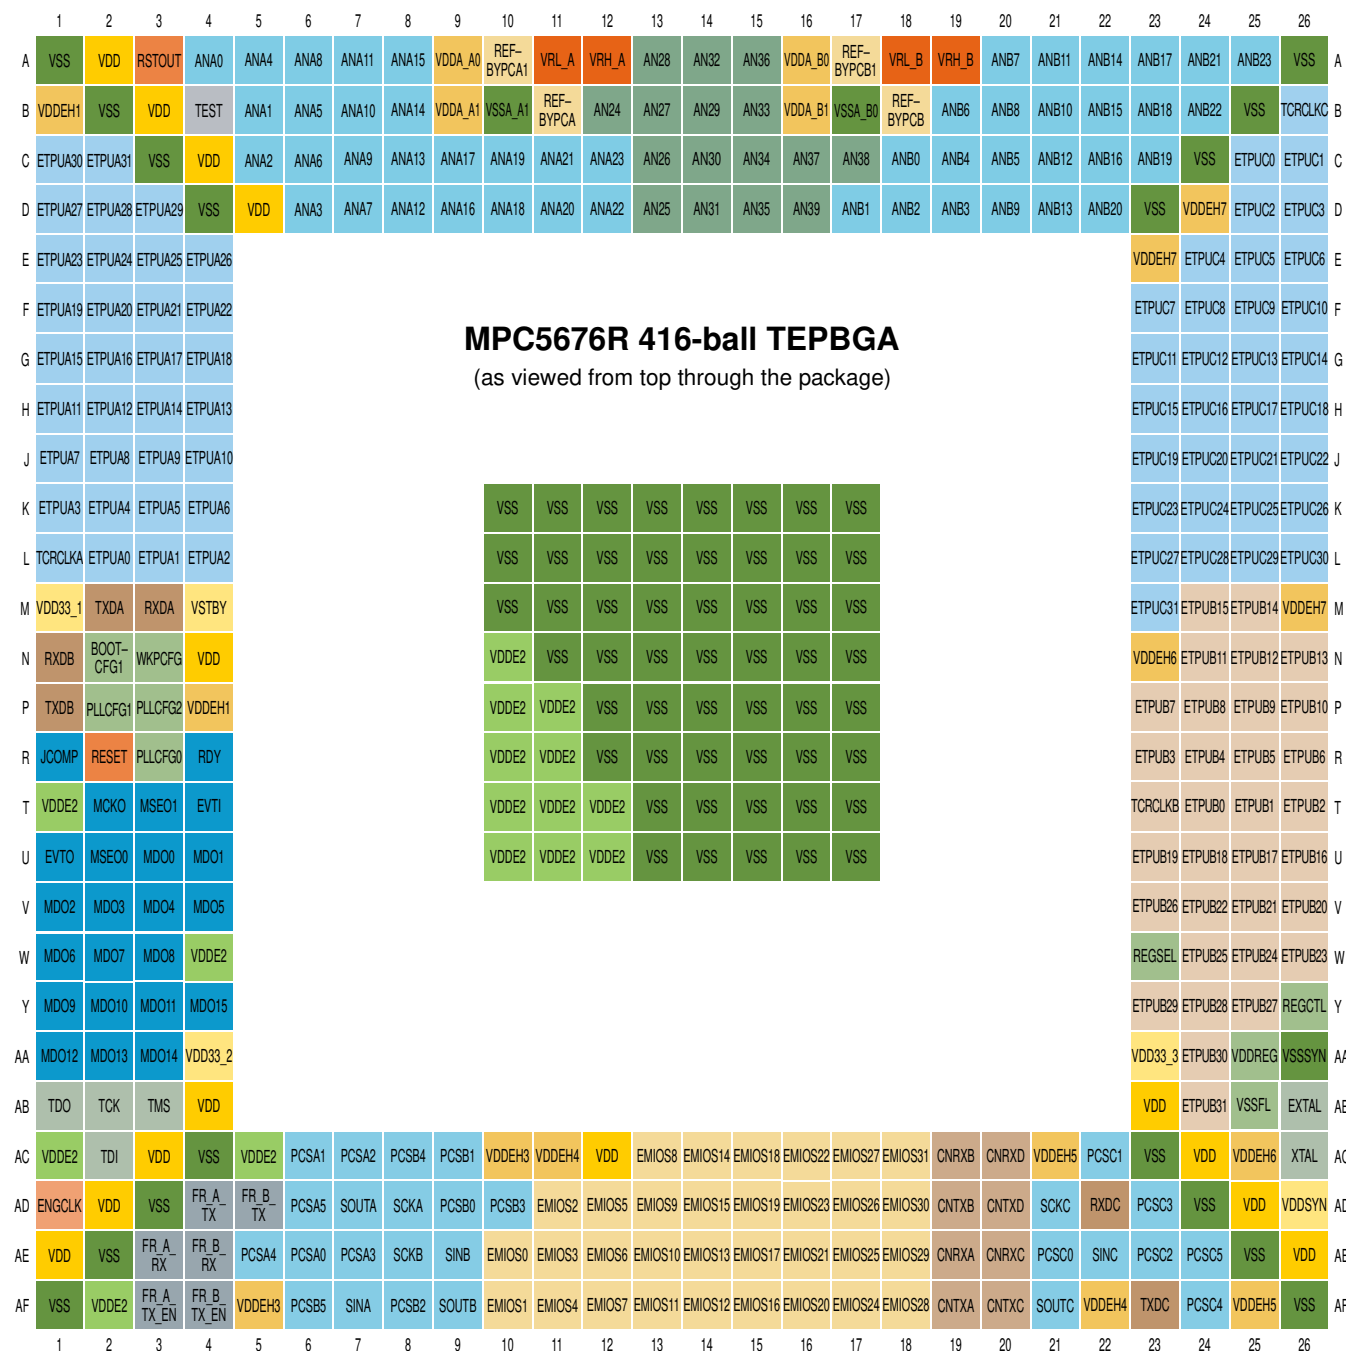 1 2 3 4 5 6 7 8 9 10 11 12 13 14 15 16 17 18 19 20 21 22 23 24 25 26
A VSS VDD RSTOUT ANA0 ANA4 ANA8 ANA11 ANA15 VDDA_A0 REF–BYPCA1 VRL_A VRH_A AN28 AN32 AN36 VDDA_B0 REF–BYPCB1 VRL_B VRH_B ANB7 ANB11 ANB14 ANB17 ANB21 ANB23 VSS A
B VDDEH1 VSS VDD TEST ANA1 ANA5 ANA10 ANA14 VDDA_A1 VSSA_A1 REF–BYPCA AN24 AN27 AN29 AN33 VDDA_B1 VSSA_B0 REF–BYPCB ANB6 ANB8 ANB10 ANB15 ANB18 ANB22 VSS TCRCLKC B
C ETPUA30 ETPUA31 VSS VDD ANA2 ANA6 ANA9 ANA13 ANA17 ANA19 ANA21 ANA23 AN26 AN30 AN34 AN37 AN38 ANB0 ANB4 ANB5 ANB12 ANB16 ANB19 VSS ETPUC0 ETPUC1 C
D ETPUA27 ETPUA28 ETPUA29 VSS VDD ANA3 ANA7 ANA12 ANA16 ANA18 ANA20 ANA22 AN25 AN31 AN35 AN39 ANB1 ANB2 ANB3 ANB9 ANB13 ANB20 VSS VDDEH7 ETPUC2 ETPUC3 D
E ETPUA23 ETPUA24 ETPUA25 ETPUA26 VDDEH7 ETPUC4 ETPUC5 ETPUC6 E
F ETPUA19 ETPUA20 ETPUA21 ETPUA22 ETPUC7 ETPUC8 ETPUC9 ETPUC10 F
MPC5676R 416-ball TEPBGA
G ETPUA15 ETPUA16 ETPUA17 ETPUA18 ETPUC11 ETPUC12 ETPUC13 ETPUC14 G
(as viewed from top through the package)
H ETPUA11 ETPUA12 ETPUA14 ETPUA13 ETPUC15 ETPUC16 ETPUC17 ETPUC18 H
J ETPUA7 ETPUA8 ETPUA9 ETPUA10 ETPUC19 ETPUC20 ETPUC21 ETPUC22 J
K ETPUA3 ETPUA4 ETPUA5 ETPUA6 VSS VSS VSS VSS VSS VSS VSS VSS ETPUC23 ETPUC24 ETPUC25 ETPUC26 K
L TCRCLKA ETPUA0 ETPUA1 ETPUA2 VSS VSS VSS VSS VSS VSS VSS VSS ETPUC27 ETPUC28 ETPUC29 ETPUC30 L
M VDD33_1 TXDA RXDA VSTBY VSS VSS VSS VSS VSS VSS VSS VSS ETPUC31 ETPUB15 ETPUB14 VDDEH7 M
N RXDB BOOT–CFG1 WKPCFG VDD VDDE2 VSS VSS VSS VSS VSS VSS VSS VDDEH6 ETPUB11 ETPUB12 ETPUB13 N
P TXDB PLLCFG1 PLLCFG2 VDDEH1 VDDE2 VDDE2 VSS VSS VSS VSS VSS VSS ETPUB7 ETPUB8 ETPUB9 ETPUB10 P
R JCOMP RESET PLLCFG0 RDY VDDE2 VDDE2 VSS VSS VSS VSS VSS VSS ETPUB3 ETPUB4 ETPUB5 ETPUB6 R
T VDDE2 MCKO MSEO1 EVTI VDDE2 VDDE2 VDDE2 VSS VSS VSS VSS VSS TCRCLKB ETPUB0 ETPUB1 ETPUB2 T
U EVTO MSEO0 MDO0 MDO1 VDDE2 VDDE2 VDDE2 VSS VSS VSS VSS VSS ETPUB19 ETPUB18 ETPUB17 ETPUB16 U
V MDO2 MDO3 MDO4 MDO5 ETPUB26 ETPUB22 ETPUB21 ETPUB20 V
W MDO6 MDO7 MDO8 VDDE2 REGSEL ETPUB25 ETPUB24 ETPUB23 W
Y MDO9 MDO10 MDO11 MDO15 ETPUB29 ETPUB28 ETPUB27 REGCTL Y
AA MDO12 MDO13 MDO14 VDD33_2 VDD33_3 ETPUB30 VDDREG VSSSYN AA
AB TDO TCK TMS VDD VDD ETPUB31 VSSFL EXTAL AB
AC VDDE2 TDI VDD VSS VDDE2 PCSA1 PCSA2 PCSB4 PCSB1 VDDEH3 VDDEH4 VDD EMIOS8 EMIOS14 EMIOS18 EMIOS22 EMIOS27 EMIOS31 CNRXB CNRXD VDDEH5 PCSC1 VSS VDD VDDEH6 XTAL AC
AD ENGCLK VDD VSS FR_A_TX FR_B_TX PCSA5 SOUTA SCKA PCSB0 PCSB3 EMIOS2 EMIOS5 EMIOS9 EMIOS15 EMIOS19 EMIOS23 EMIOS26 EMIOS30 CNTXB CNTXD SCKC RXDC PCSC3 VSS VDD VDDSYN AD
AE VDD VSS FR_A_RX FR_B_RX PCSA4 PCSA0 PCSA3 SCKB SINB EMIOS0 EMIOS3 EMIOS6 EMIOS10 EMIOS13 EMIOS17 EMIOS21 EMIOS25 EMIOS29 CNRXA CNRXC PCSC0 SINC PCSC2 PCSC5 VSS VDD AE
AF VSS VDDE2 FR_A_TX_EN FR_B_TX_EN VDDEH3 PCSB5 SINA PCSB2 SOUTB EMIOS1 EMIOS4 EMIOS7 EMIOS11 EMIOS12 EMIOS16 EMIOS20 EMIOS24 EMIOS28 CNTXA CNTXC SOUTC VDDEH4 TXDC PCSC4 VDDEH5 VSS AF
1 2 3 4 5 6 7 8 9 10 11 12 13 14 15 16 17 18 19 20 21 22 23 24 25 26